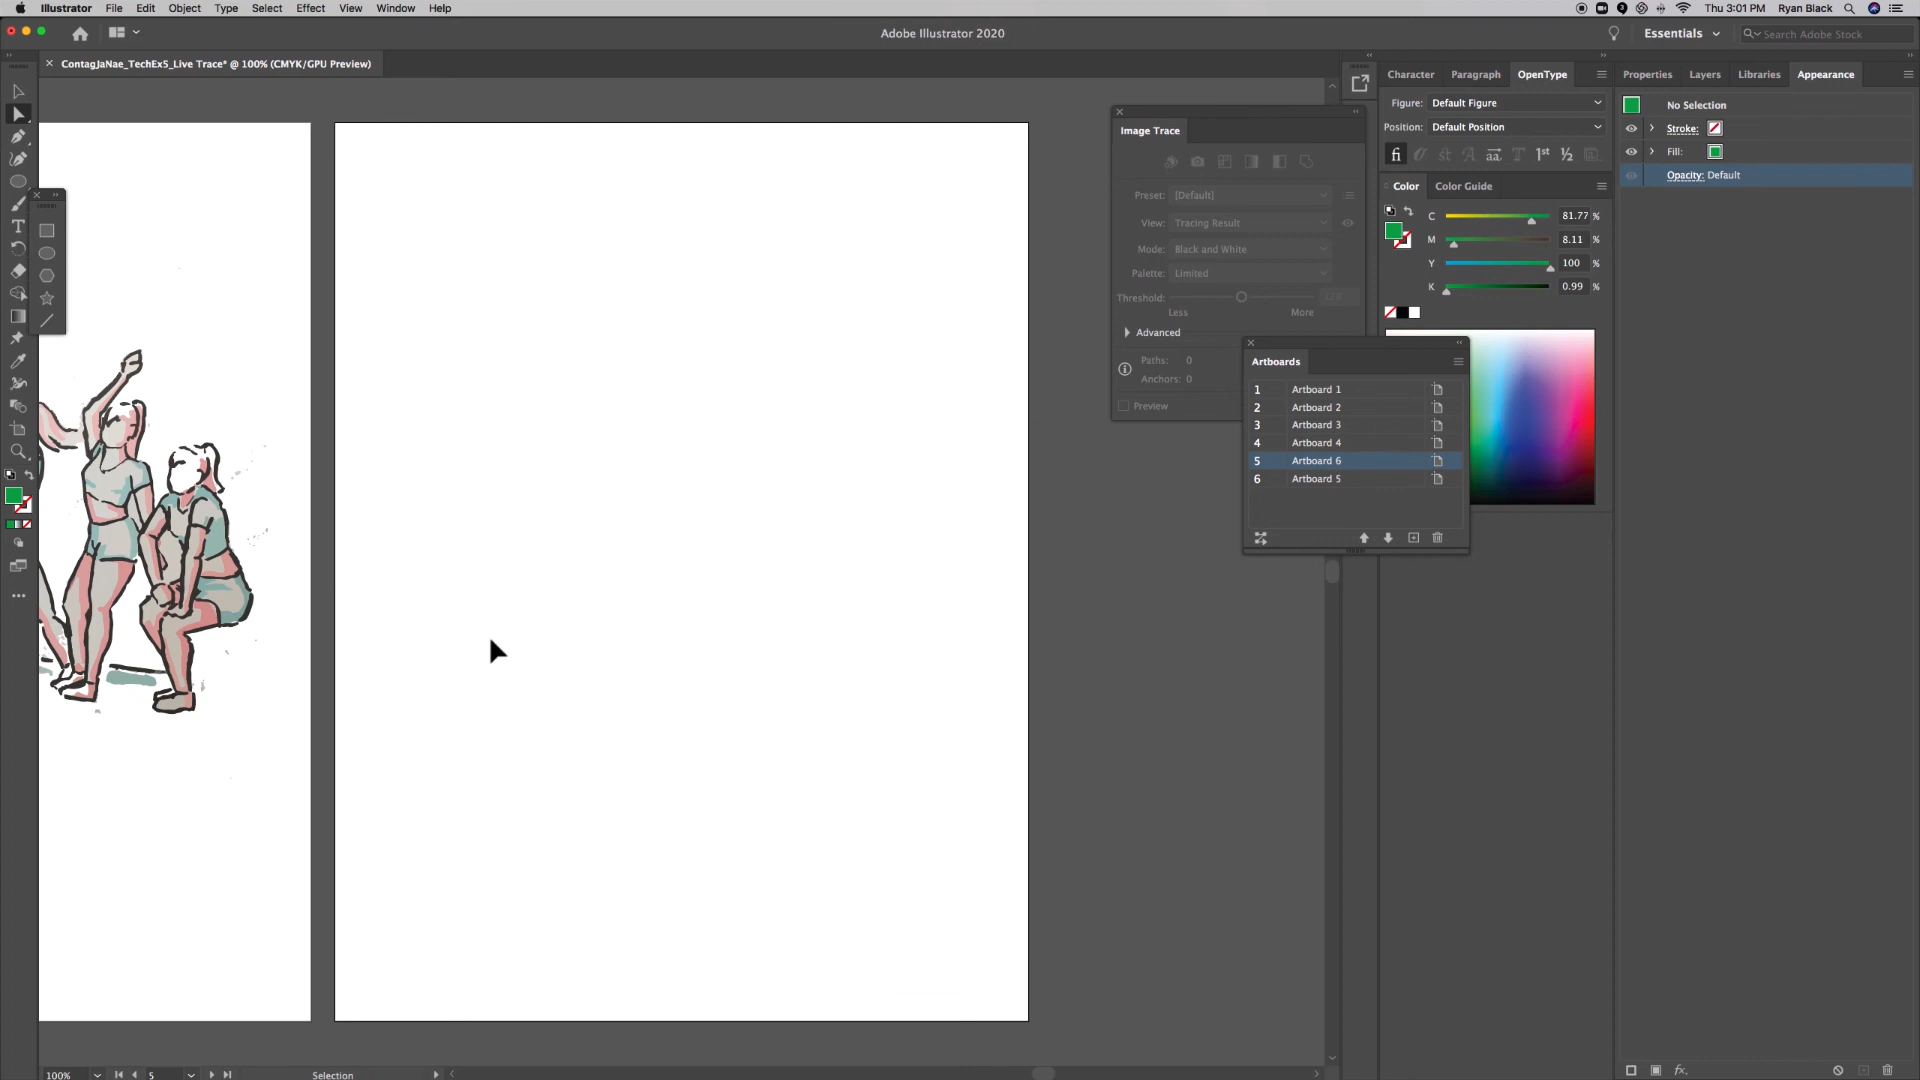 Illustrator File Edit Object Type Select Effect View Window Help
Thu 3:01 PM Ryan Black
Adobe Illustrator 2020
Essentials
Search Adobe Stock
ContagJaNae_TechEx5_Live Trace* @ 100% (CMYK/GPU Preview)
Image Trace
Preset: [Default]
View: Tracing Result
Mode: Black and White
Palette: Limited
Threshold:
Less More
Advanced
Paths: 0
Anchors: 0
Preview
Artboards
1 Artboard 1
2 Artboard 2
3 Artboard 3
4 Artboard 4
5 Artboard 6
6 Artboard 5
Character Paragraph OpenType
Figure: Default Figure
Position: Default Position
Color Color Guide
C 81.77 %
M 8.11 %
Y 100 %
K 0.99 %
Properties Layers Libraries Appearance
No Selection
Stroke:
Fill:
Opacity: Default
fx.
100% 5 Selection